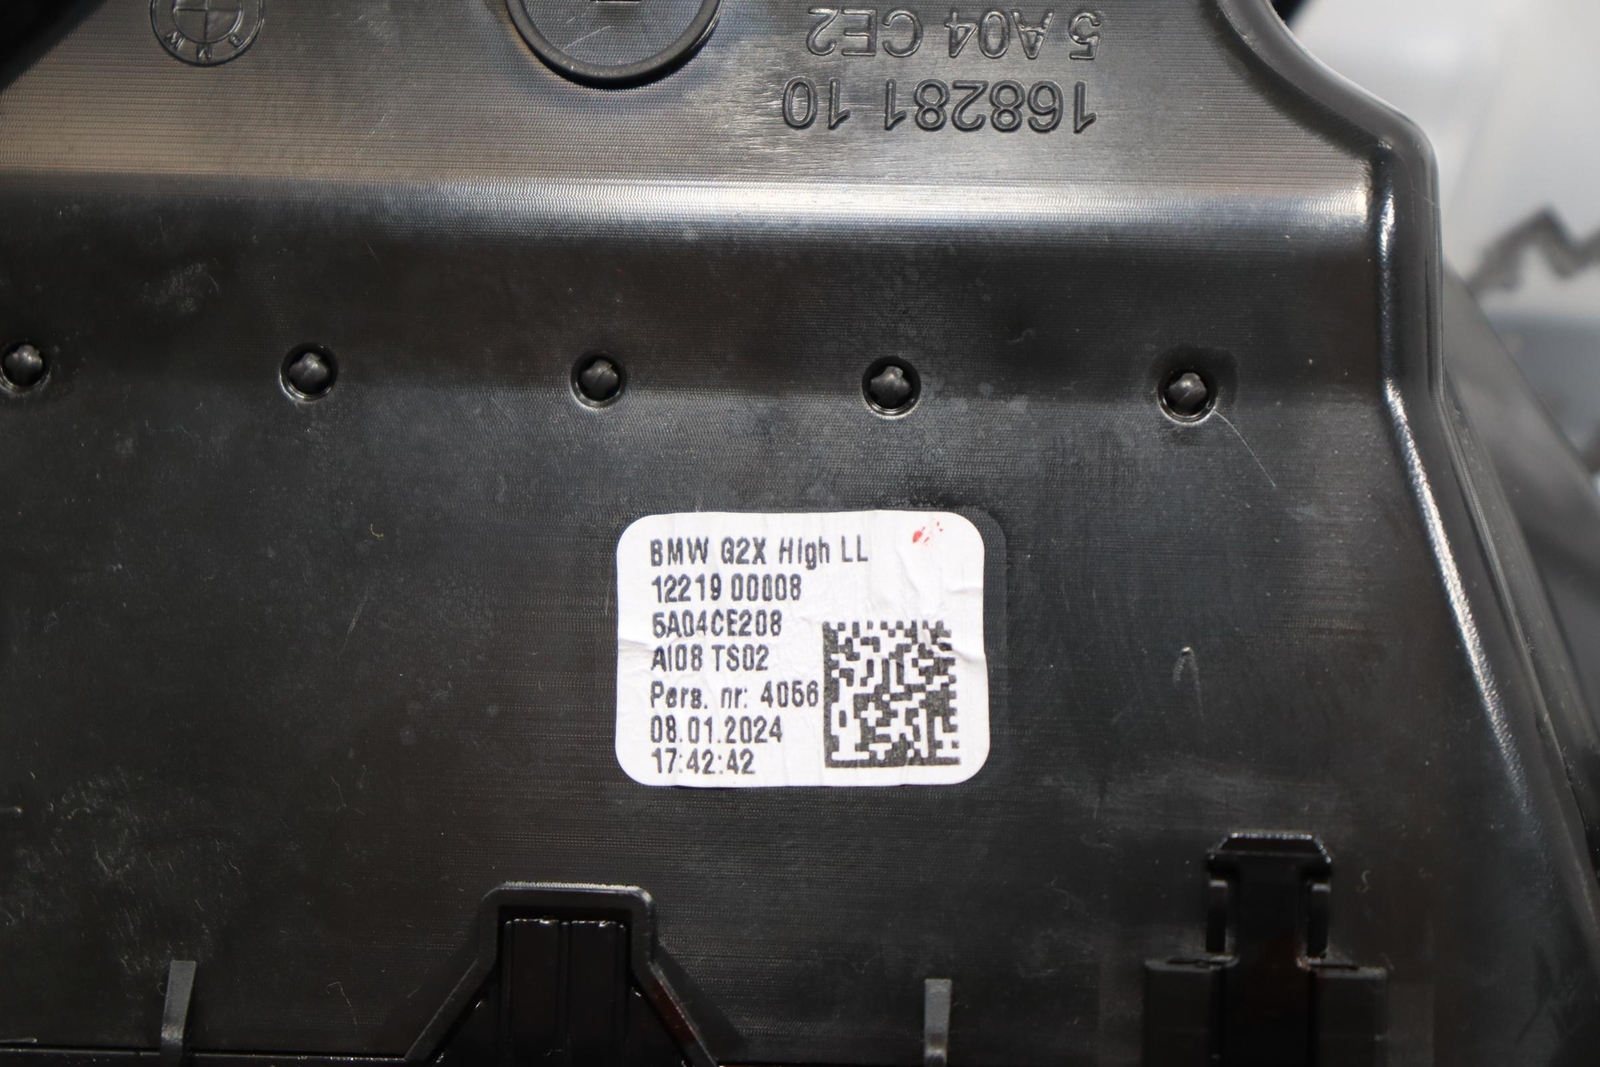 BMW
5 A04 CE2
168281 10
BMW G2X High LL
12219 00008
5A04CE208
AI08 TS02
Pers. nr: 4056
08.01.2024
17:42:42